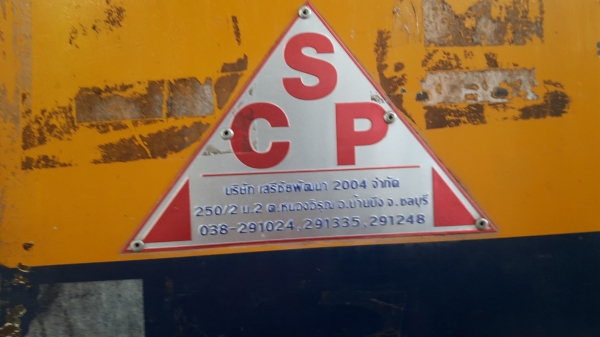 S
C P
บริษัท เสรีชัยพัฒนา 2004 จำกัด
250/2 ม.2 ต.หนองอิรุณ อ.บ้านบึง จ.ชลบุรี
038-291024,291335,291248